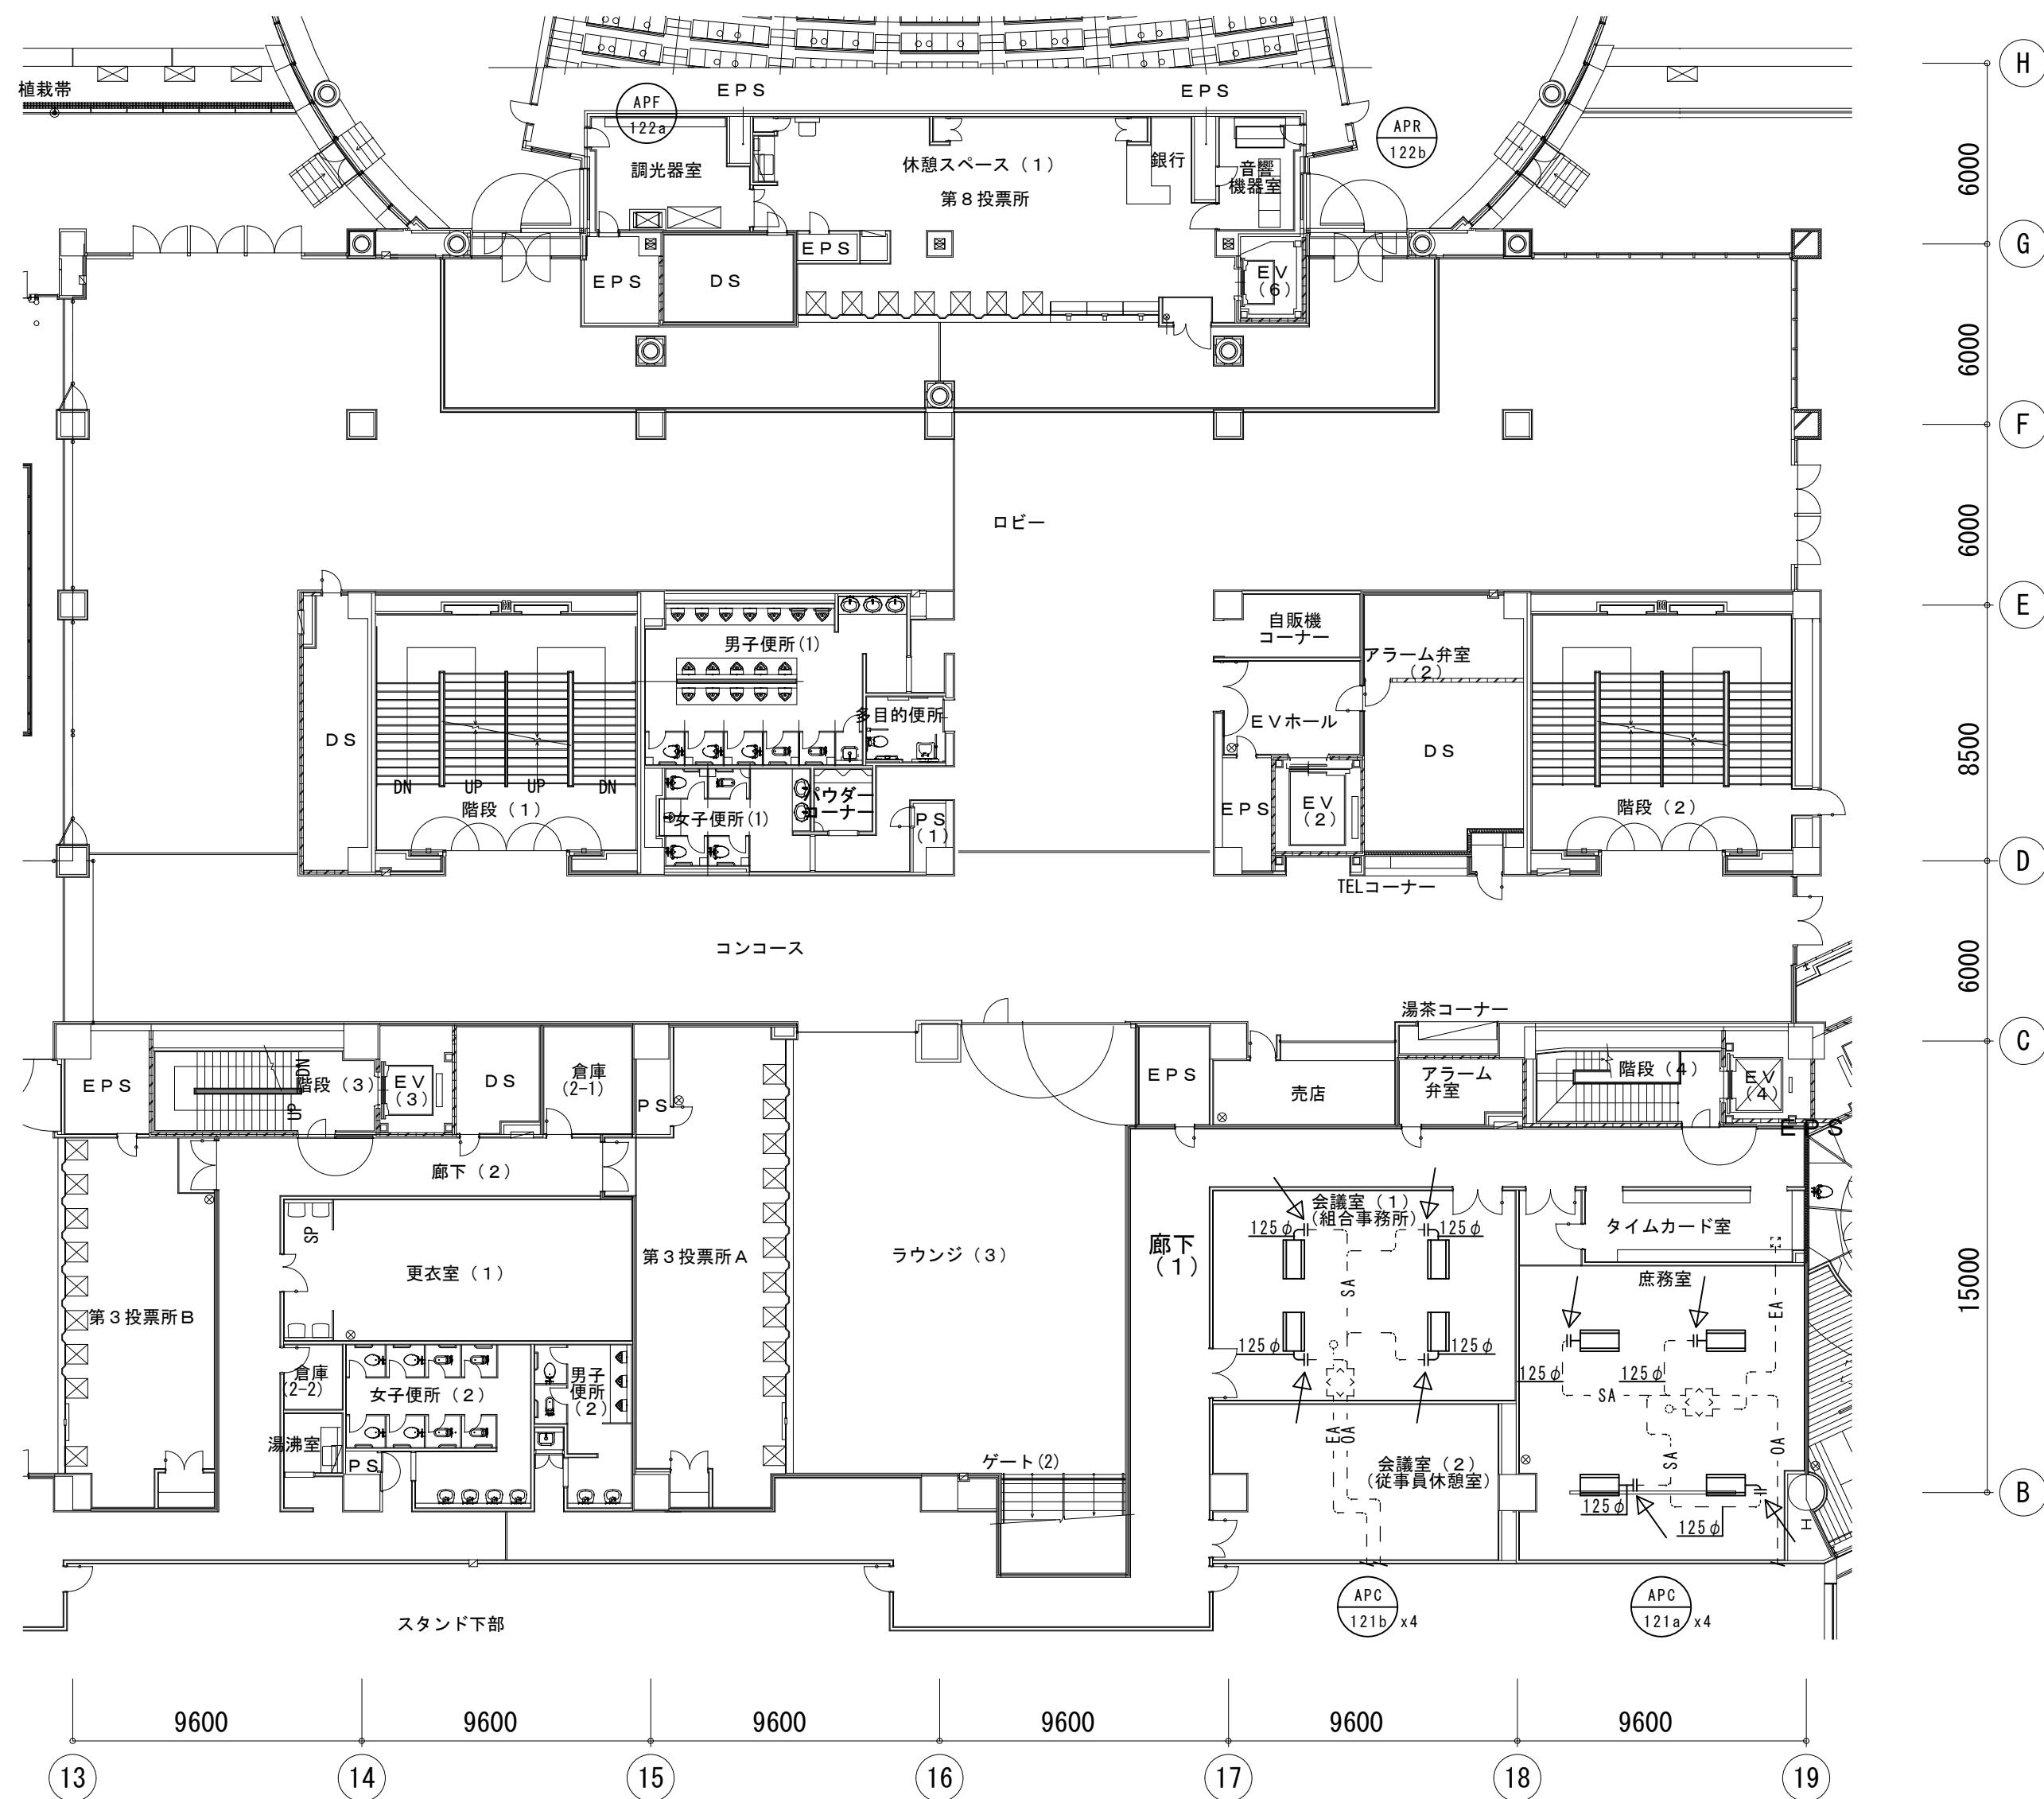 H
植栽帯
EPS
EPS
APF
122a
APR
122b
調光器室
休憩スペース（1）
第８投票所
銀行
音響
機器室
6000
G
EPS
EPS
DS
EV
(6)
6000
F
ロビー
6000
E
男子便所(1)
自販機
コーナー
アラーム弁室
(2)
多目的便所
EVホール
DS
DS
8500
DN
UP
UP
DN
階段（1）
女子便所(1)
パウダー
コーナー
PS
(1)
EPS
EV
(2)
階段（2）
D
TELコーナー
コンコース
6000
湯茶コーナー
C
EPS
DN
UP
階段（3）
EV
(3)
DS
倉庫
(2-1)
PS
EPS
売店
アラーム
弁室
階段（4）
EV
(4)
EPS
廊下（2）
SP
更衣室（1）
第３投票所A
ラウンジ（3）
廊下
(1)
会議室（1）
（組合事務所）
125φ
125φ
SA
タイムカード室
庶務室
EA
15000
第３投票所B
125φ
125φ
倉庫
(2-2)
女子便所（2）
男子
便所
(2)
125φ
125φ
SA
湯沸室
PS
ゲート(2)
EA
OA
会議室（2）
（従事員休憩室）
SA
OA
125φ
125φ
B
スタンド下部
APC
121b
x4
APC
121a
x4
9600
9600
9600
9600
9600
9600
13
14
15
16
17
18
19